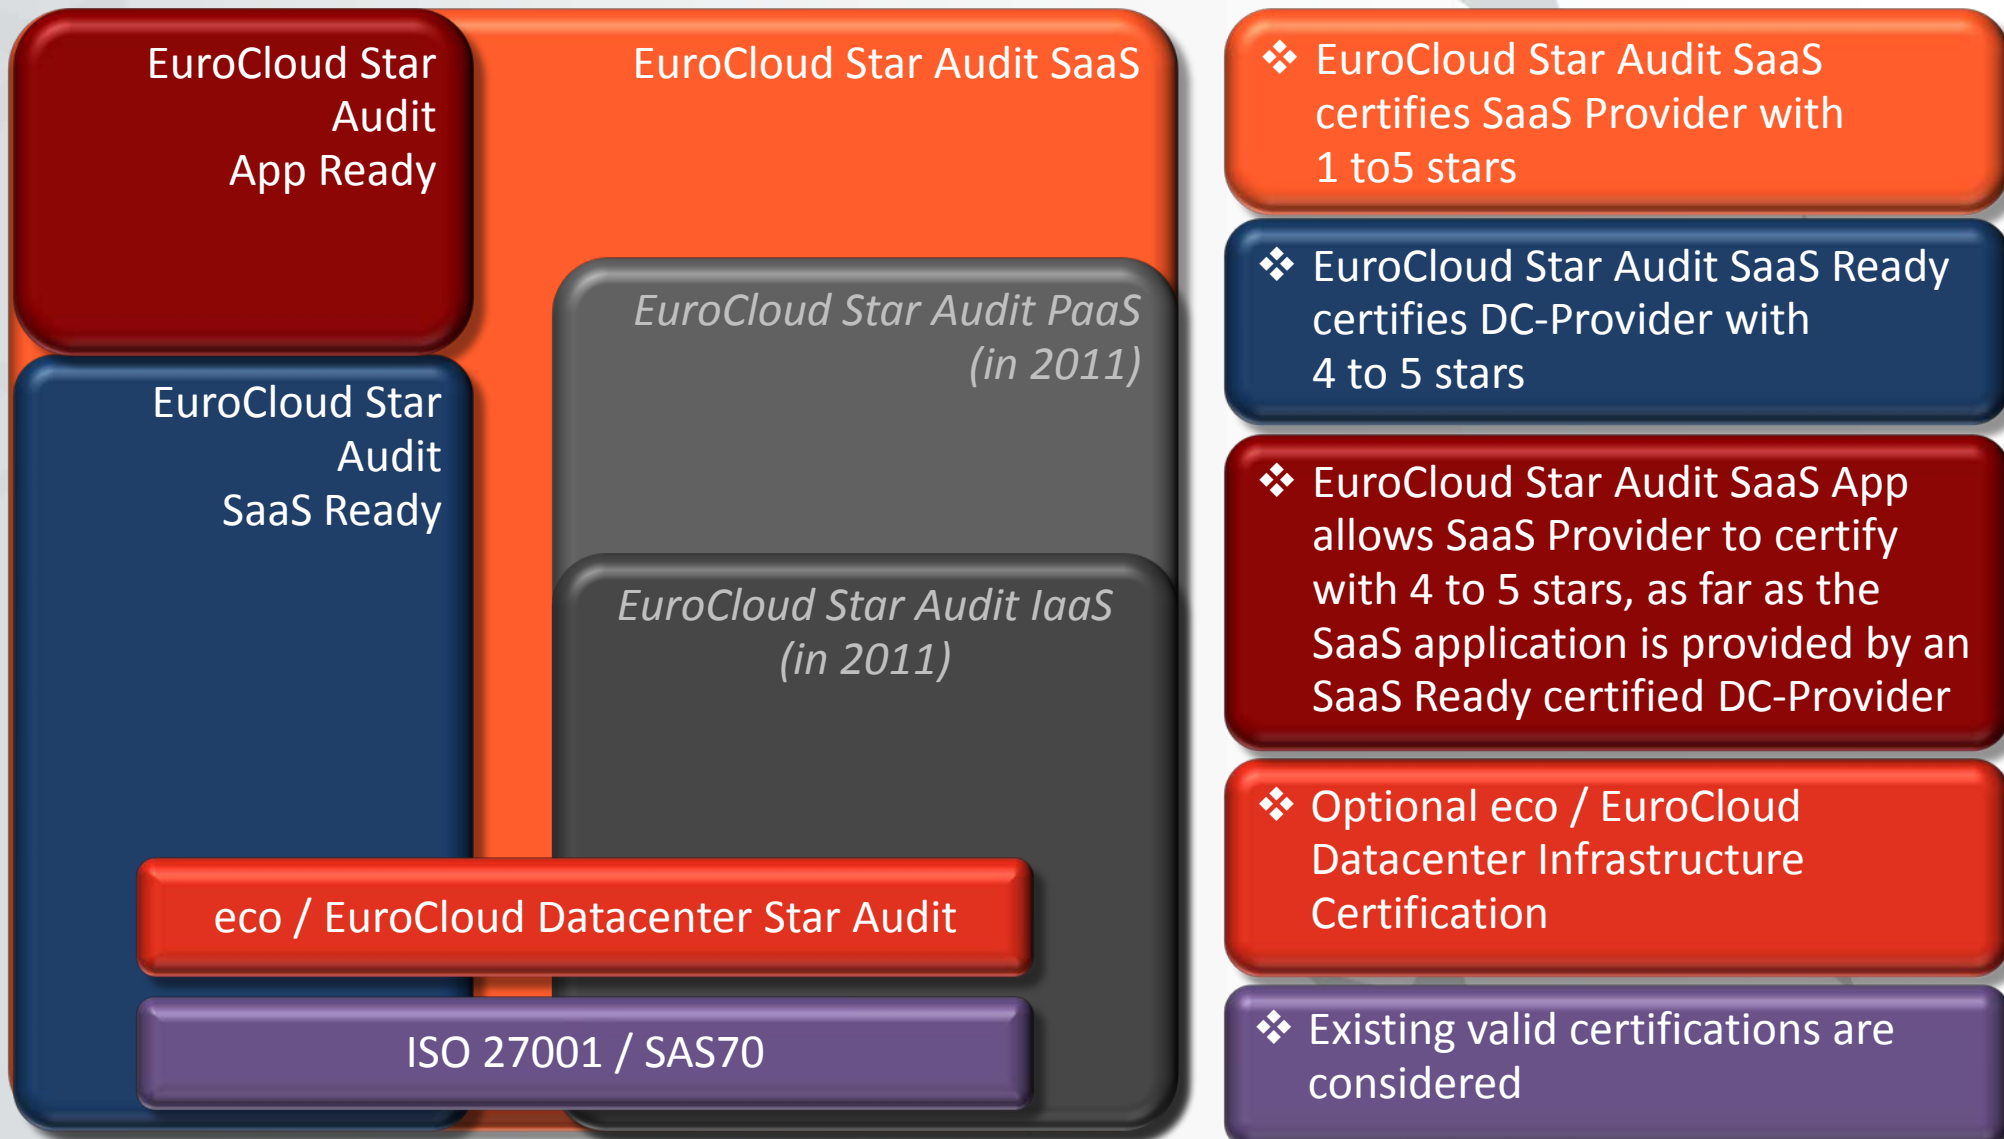 EuroCloud Star
Audit
App Ready
EuroCloud Star Audit SaaS
EuroCloud Star Audit PaaS
(in 2011)
EuroCloud Star
Audit
SaaS Ready
EuroCloud Star Audit IaaS
(in 2011)
eco / EuroCloud Datacenter Star Audit
ISO 27001 / SAS70
❖ EuroCloud Star Audit SaaS
certifies SaaS Provider with
1 to5 stars
❖ EuroCloud Star Audit SaaS Ready
certifies DC-Provider with
4 to 5 stars
❖ EuroCloud Star Audit SaaS App
allows SaaS Provider to certify
with 4 to 5 stars, as far as the
SaaS application is provided by an
SaaS Ready certified DC-Provider
❖ Optional eco / EuroCloud
Datacenter Infrastructure
Certification
❖ Existing valid certifications are
considered